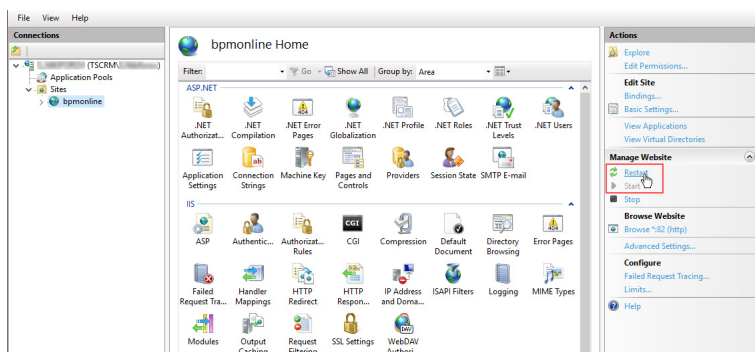 File View Help
Connections
(TSCRM\
Application Pools
Sites
bpmonline
bpmonline Home
Filter: Go Show All Group by: Area
ASP.NET
.NET Authorizat...
.NET Compilation
.NET Error Pages
.NET Globalization
.NET Profile
.NET Roles
.NET Trust Levels
.NET Users
Application Settings
Connection Strings
Machine Key
Pages and Controls
Providers
Session State
SMTP E-mail
IIS
ASP
Authentic...
Authorizat... Rules
CGI
CGI
Compression
Default Document
Directory Browsing
404
Error Pages
Failed Request Tra...
Handler Mappings
HTTP Redirect
HTTP Respon...
IP Address and Doma...
ISAPI Filters
Logging
MIME Types
Modules
Output Caching
Request Filtering
SSL Settings
WebDAV Authori...
Actions
Explore
Edit Permissions...
Edit Site
Bindings...
Basic Settings...
View Applications
View Virtual Directories
Manage Website
Restart
Start
Stop
Browse Website
Browse *:82 (http)
Advanced Settings...
Configure
Failed Request Tracing...
Limits...
Help